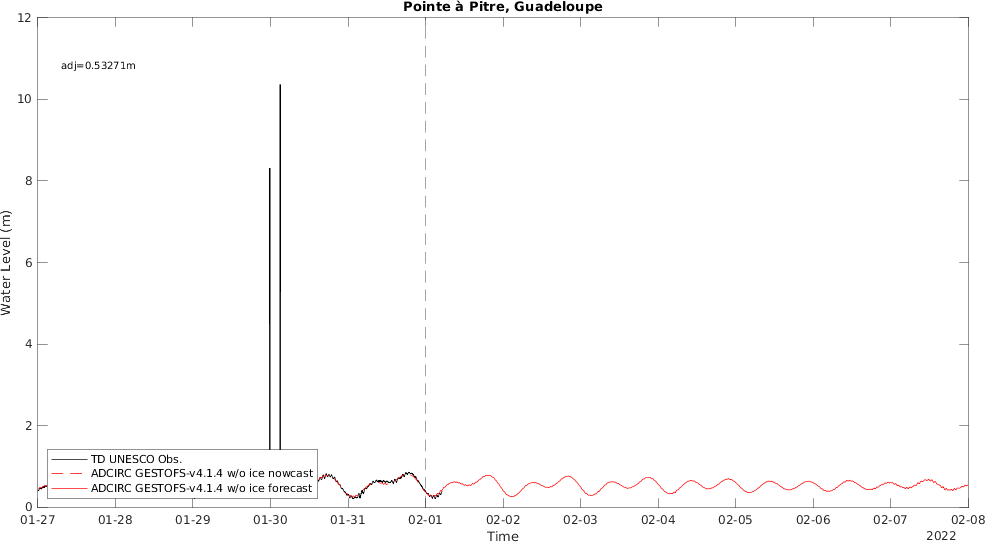 Pointe à Pitre, Guadeloupe
12
adj=0.53271m
10
8
6
4
2
0
Water Level (m)
TD UNESCO Obs.
ADCIRC GESTOFS-v4.1.4 w/o ice nowcast
ADCIRC GESTOFS-v4.1.4 w/o ice forecast
01-27 01-28 01-29 01-30 01-31 02-01 02-02 02-03 02-04 02-05 02-06 02-07 02-08
Time
2022